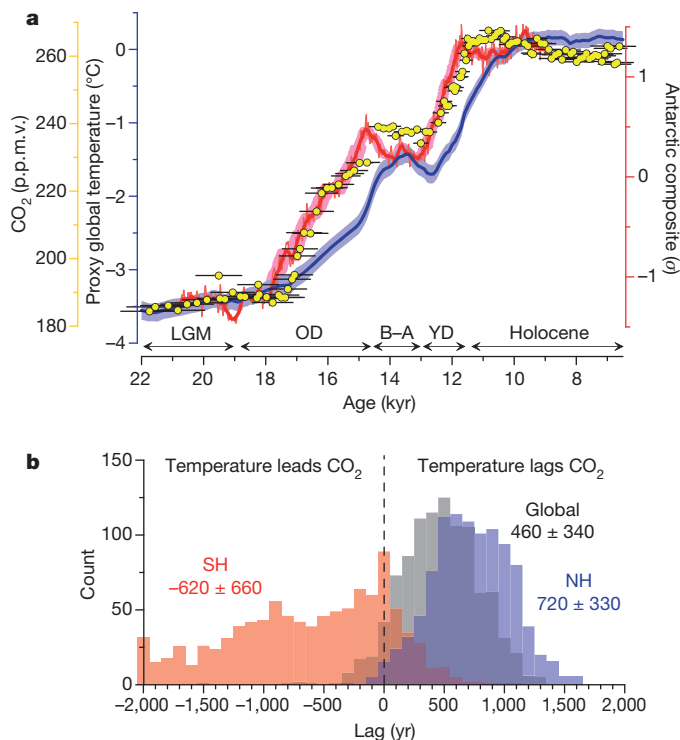 a
CO₂ (p.p.m.v.)
260
240
220
200
180
Proxy global temperature (°C)
0
−1
−2
−3
−4
Antarctic composite (σ)
1
0
−1
LGM
OD
B–A
YD
Holocene
22 20 18 16 14 12 10 8
Age (kyr)
b
Temperature leads CO₂
Temperature lags CO₂
150
100
50
0
Count
SH
−620 ± 660
Global
460 ± 340
NH
720 ± 330
−2,000 −1,500 −1,000 −500 0 500 1,000 1,500 2,000
Lag (yr)